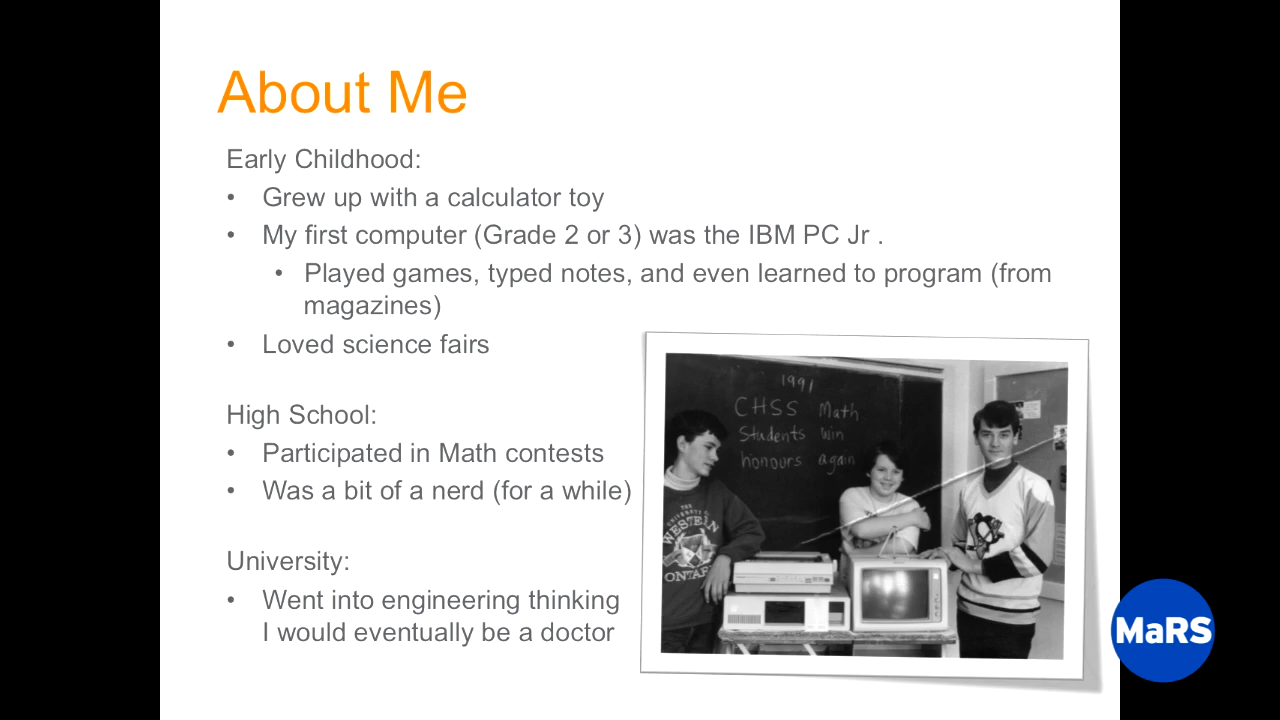 About Me
Early Childhood:
• Grew up with a calculator toy
• My first computer (Grade 2 or 3) was the IBM PC Jr .
• Played games, typed notes, and even learned to program (from
magazines)
• Loved science fairs
High School:
• Participated in Math contests
• Was a bit of a nerd (for a while)
University:
• Went into engineering thinking
I would eventually be a doctor
1991
CHSS Math
Students win
honours again
THE
UNIVERSITY OF
WESTERN
ONTARIO
MaRS